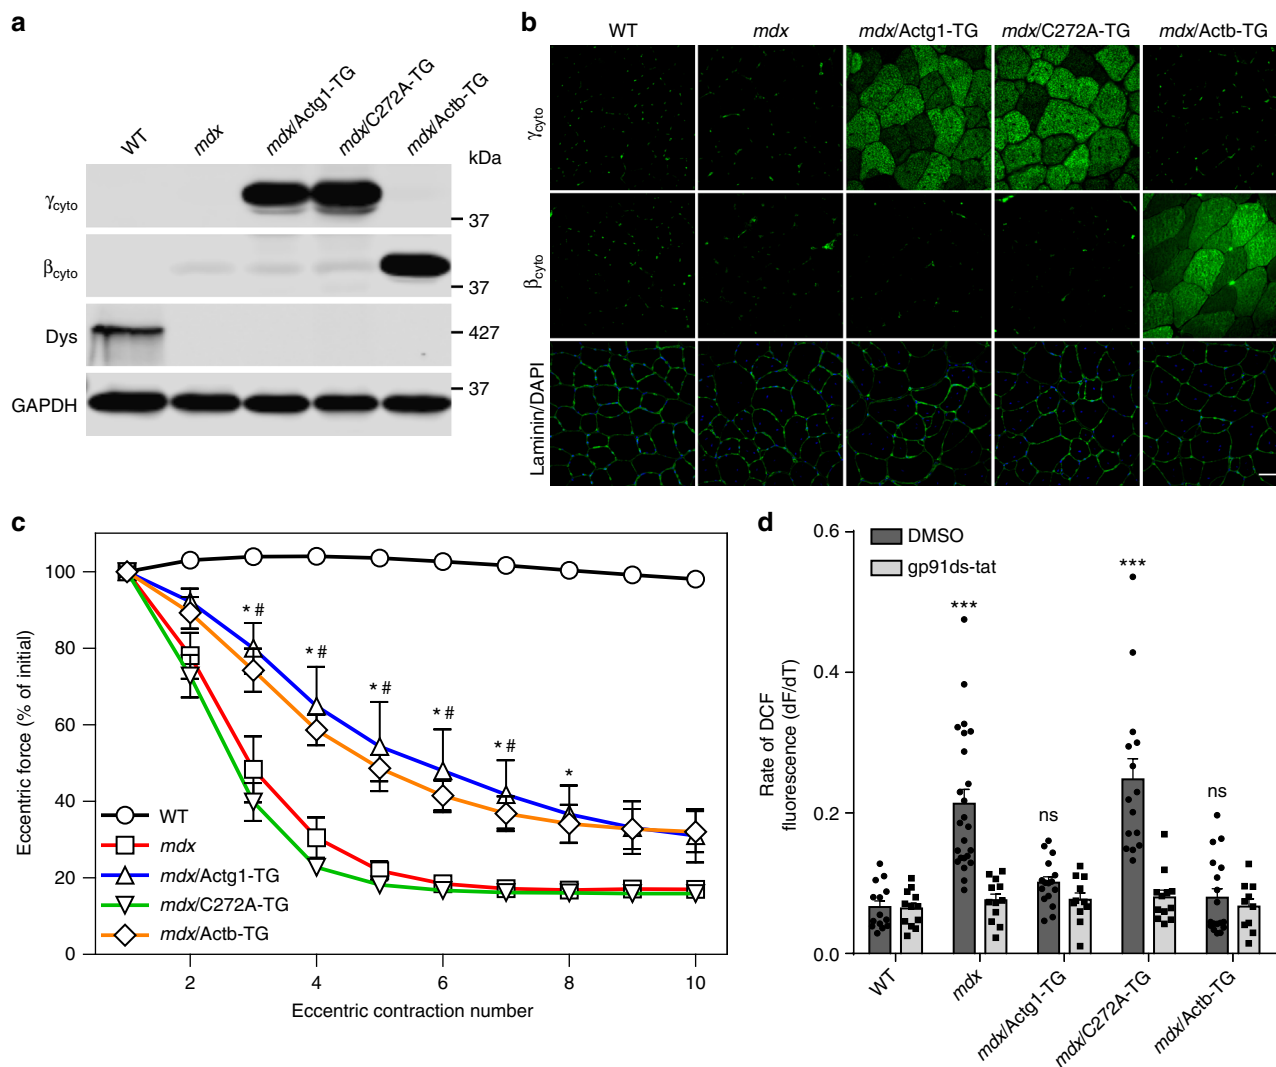 a
WT
mdx
mdx/Actg1-TG
mdx/C272A-TG
mdx/Actb-TG
kDa
γcyto
37
βcyto
37
Dys
427
37
GAPDH
b
WT
mdx
mdx/Actg1-TG
mdx/C272A-TG
mdx/Actb-TG
γcyto
βcyto
Laminin/DAPI
c
Eccentric force (% of initial)
100
80
60
40
20
0
* #
* #
* #
* #
* #
*
WT
mdx
mdx/Actg1-TG
mdx/C272A-TG
mdx/Actb-TG
2
4
6
8
10
Eccentric contraction number
d
Rate of DCF
fluorescence (dF/dT)
0.6
0.4
0.2
0.0
DMSO
gp91ds-tat
***
ns
***
ns
WT
mdx
mdx/Actg1-TG
mdx/C272A-TG
mdx/Actb-TG